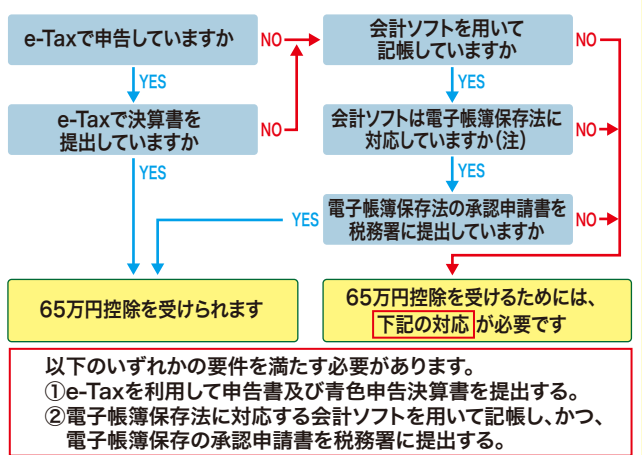 e-Taxで申告していますか
NO
会計ソフトを用いて
記帳していますか
NO
YES
YES
e-Taxで決算書を
提出していますか
NO
会計ソフトは電子帳簿保存法に
対応していますか(注)
NO
YES
YES
YES
電子帳簿保存法の承認申請書を
税務署に提出していますか
NO
65万円控除を受けられます
65万円控除を受けるためには、
下記の対応が必要です
以下のいずれかの要件を満たす必要があります。
①e-Taxを利用して申告書及び青色申告決算書を提出する。
②電子帳簿保存法に対応する会計ソフトを用いて記帳し、かつ、
電子帳簿保存の承認申請書を税務署に提出する。